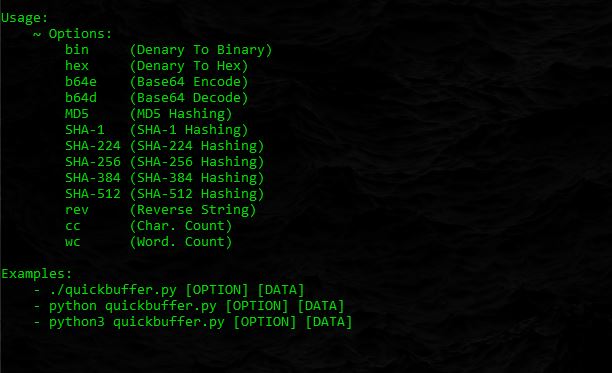 Usage:
    ~ Options:
        bin     (Denary To Binary)
        hex     (Denary To Hex)
        b64e    (Base64 Encode)
        b64d    (Base64 Decode)
        MD5     (MD5 Hashing)
        SHA-1   (SHA-1 Hashing)
        SHA-224 (SHA-224 Hashing)
        SHA-256 (SHA-256 Hashing)
        SHA-384 (SHA-384 Hashing)
        SHA-512 (SHA-512 Hashing)
        rev     (Reverse String)
        cc      (Char. Count)
        wc      (Word. Count)
Examples:
    - ./quickbuffer.py [OPTION] [DATA]
    - python quickbuffer.py [OPTION] [DATA]
    - python3 quickbuffer.py [OPTION] [DATA]